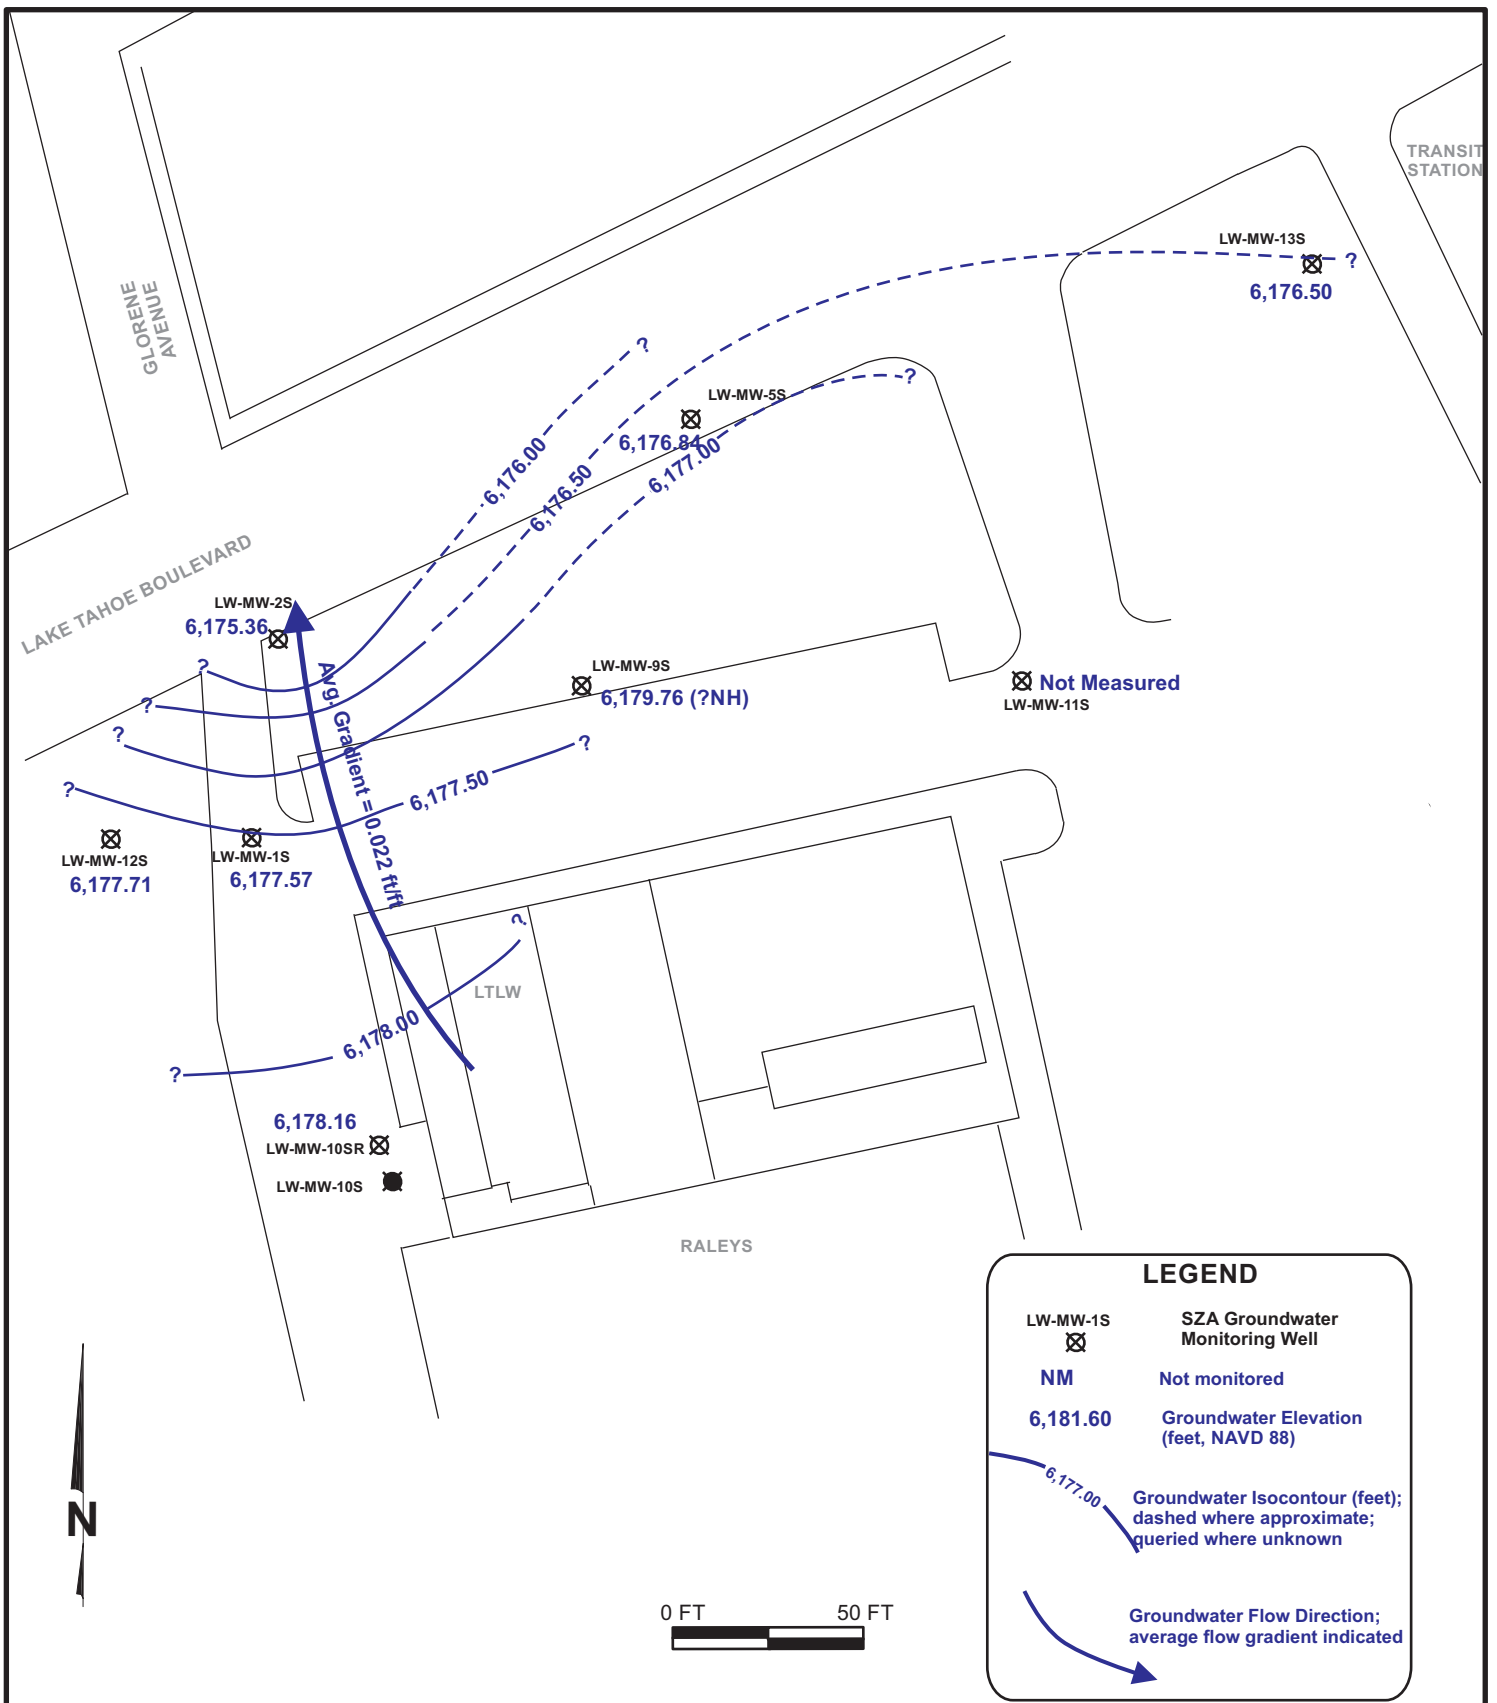 TRANSIT
STATION
LW-MW-13S
?
6,176.50
GLORENE
AVENUE
?
?
LW-MW-5S
6,176.84
6,177.00
6,176.00
6,176.50
LAKE TAHOE BOULEVARD
LW-MW-2S
6,175.36
?
?
?
?
LW-MW-9S
6,179.76 (?NH)
Not Measured
LW-MW-11S
Avg. Gradient = 0.022 ft/ft
?
6,177.50
LW-MW-12S
6,177.71
LW-MW-1S
6,177.57
?
LTLW
6,178.00
?
6,178.16
LW-MW-10SR
LW-MW-10S
RALEYS
N
0 FT
50 FT
LEGEND
LW-MW-1S
SZA Groundwater
Monitoring Well
NM
Not monitored
6,181.60
Groundwater Elevation
(feet, NAVD 88)
6,177.00
Groundwater Isocontour (feet);
dashed where approximate;
queried where unknown
Groundwater Flow Direction;
average flow gradient indicated